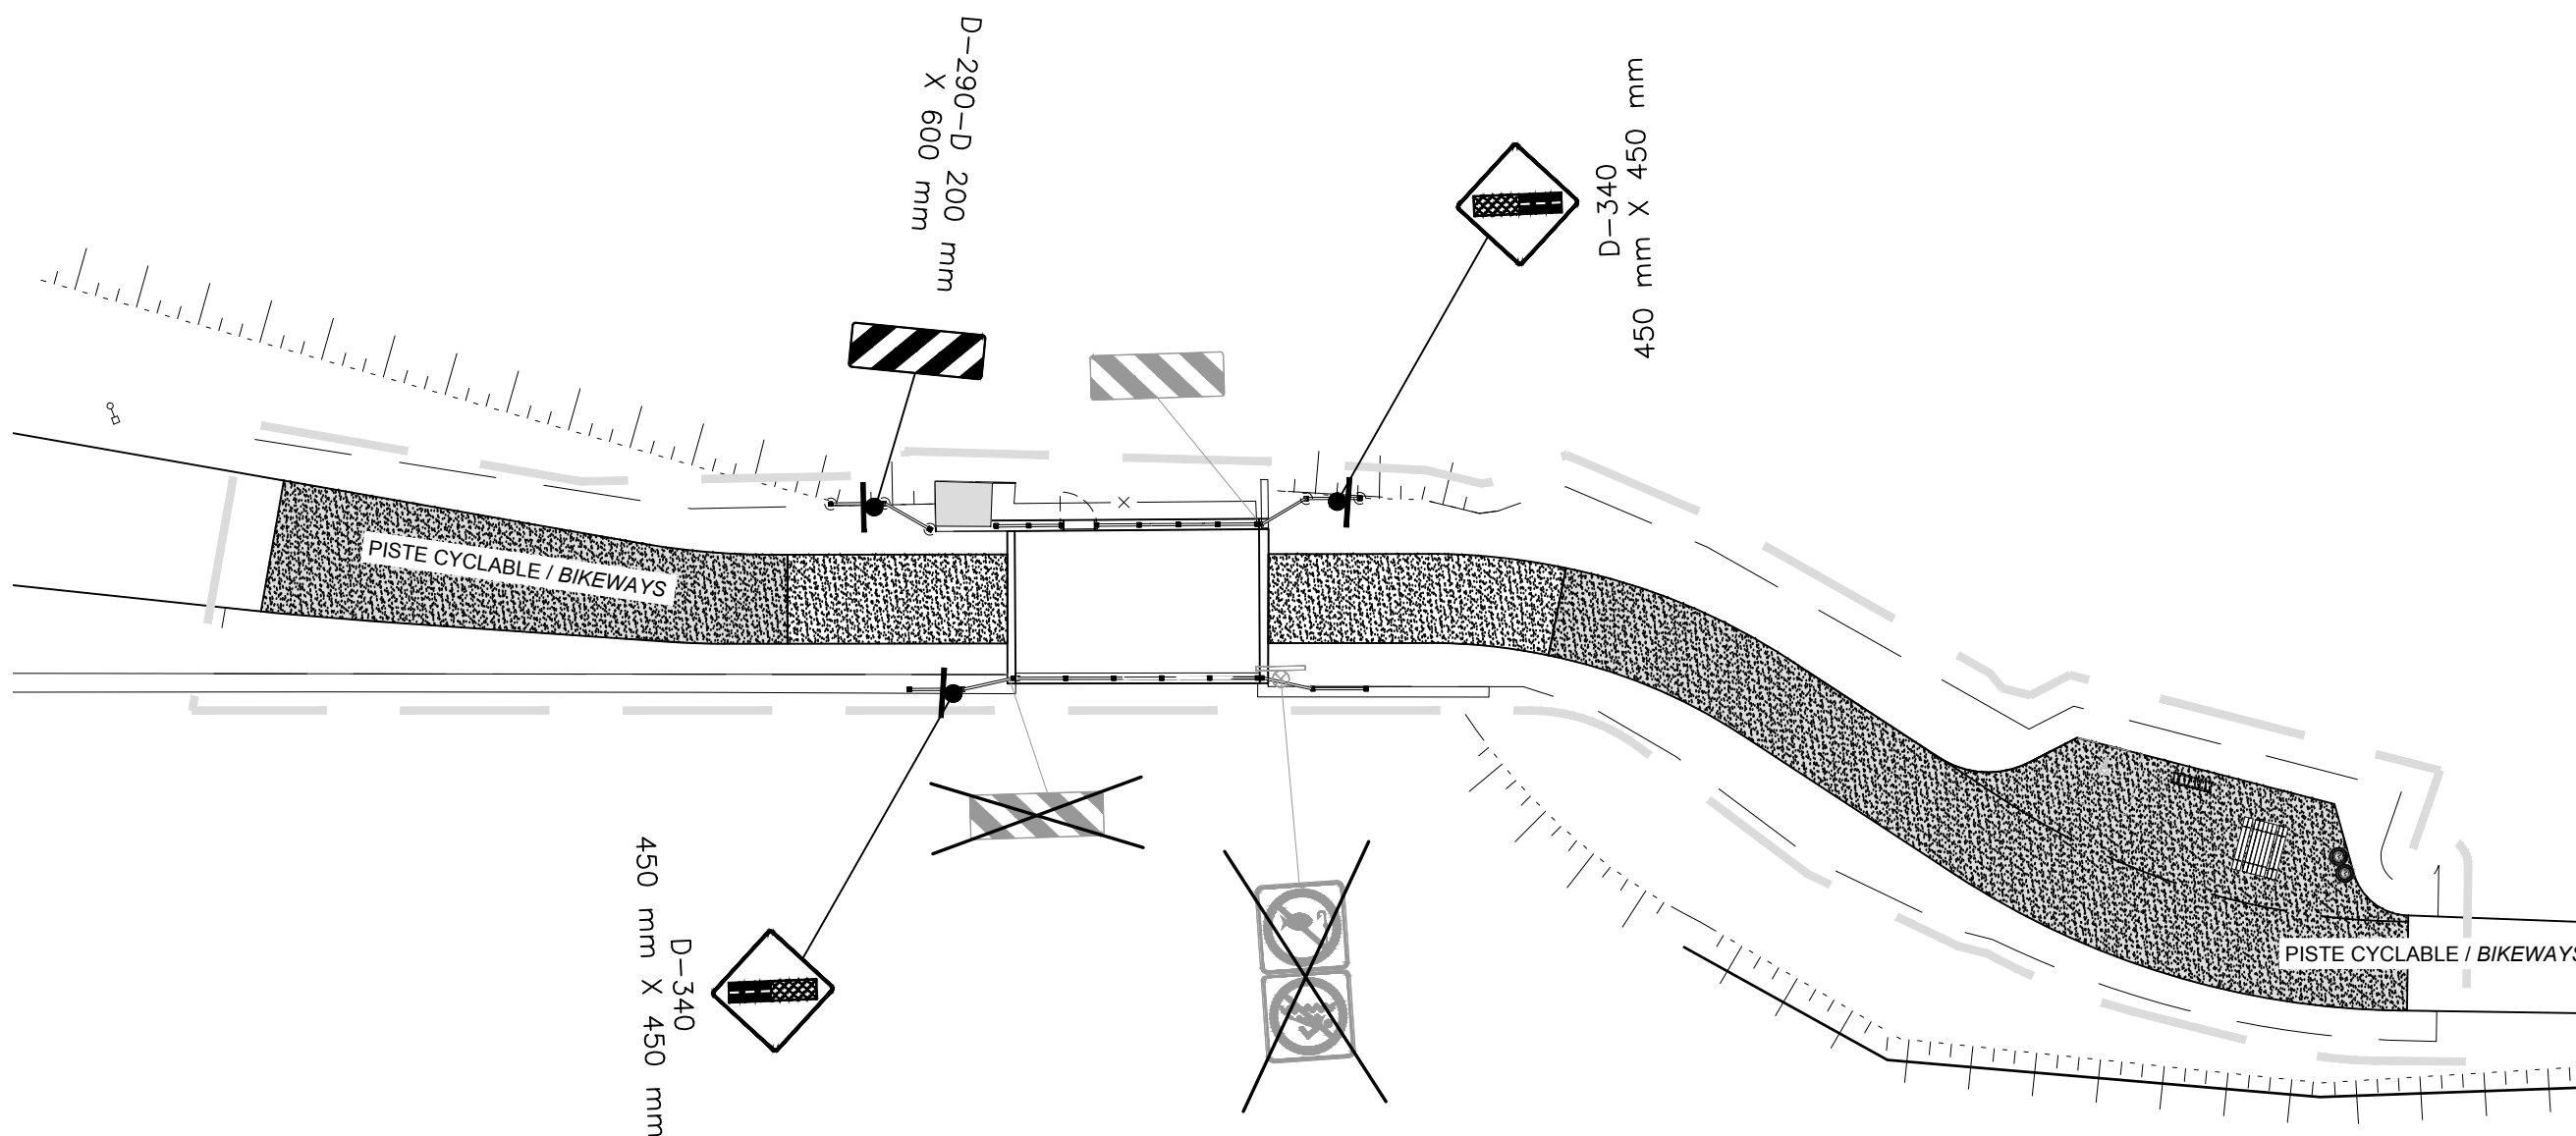 D-290-D 200 mm
X 600 mm
D-340
450 mm X 450 mm
PISTE CYCLABLE / BIKEWAYS
D-340
450 mm X 450 mm
PISTE CYCLABLE / BIKEWAYS